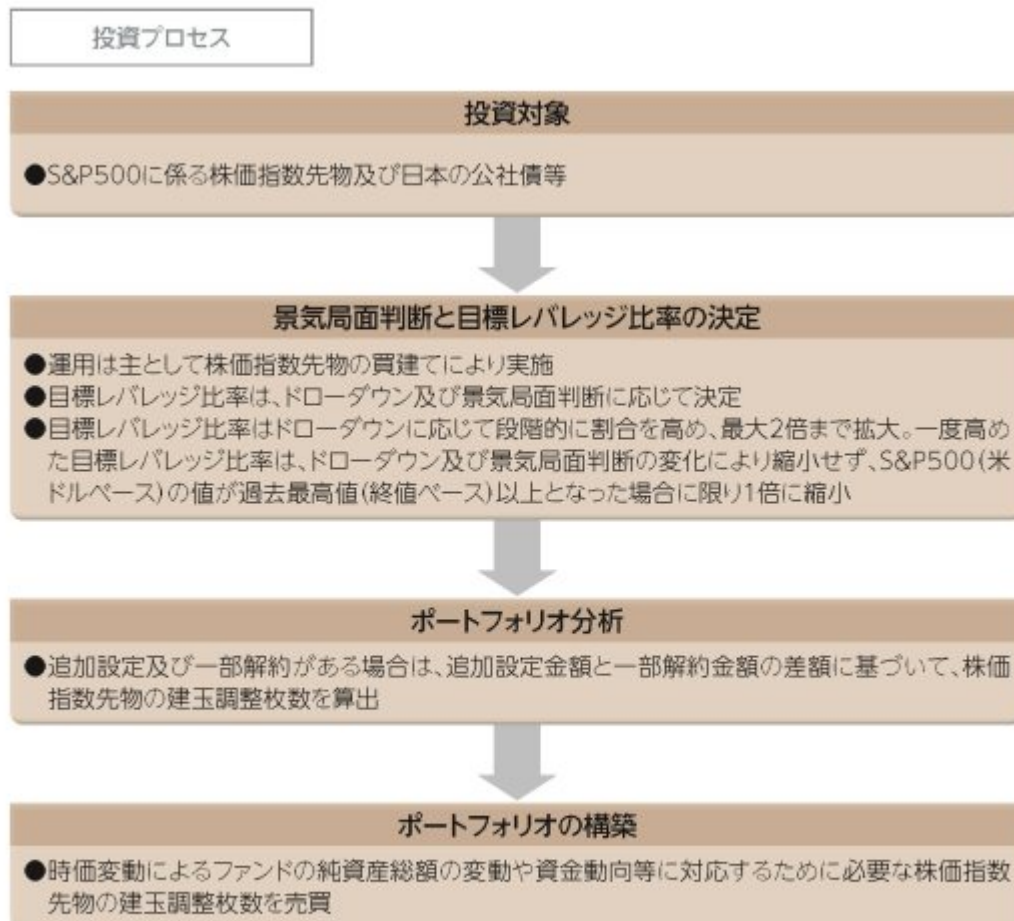 投資プロセス
投資対象
●S&P500に係る株価指数先物及び日本の公社債等
景気局面判断と目標レバレッジ比率の決定
●運用は主として株価指数先物の買建てにより実施
●目標レバレッジ比率は、ドローダウン及び景気局面判断に応じて決定
●目標レバレッジ比率はドローダウンに応じて段階的に割合を高め、最大2倍まで拡大。一度高め
た目標レバレッジ比率は、ドローダウン及び景気局面判断の変化により縮小せず、S&P500(米
ドルベース)の値が過去最高値(終値ベース)以上となった場合に限り1倍に縮小
ポートフォリオ分析
●追加設定及び一部解約がある場合は、追加設定金額と一部解約金額の差額に基づいて、株価
指数先物の建玉調整枚数を算出
ポートフォリオの構築
●時価変動によるファンドの純資産総額の変動や資金動向等に対応するために必要な株価指数
先物の建玉調整枚数を売買